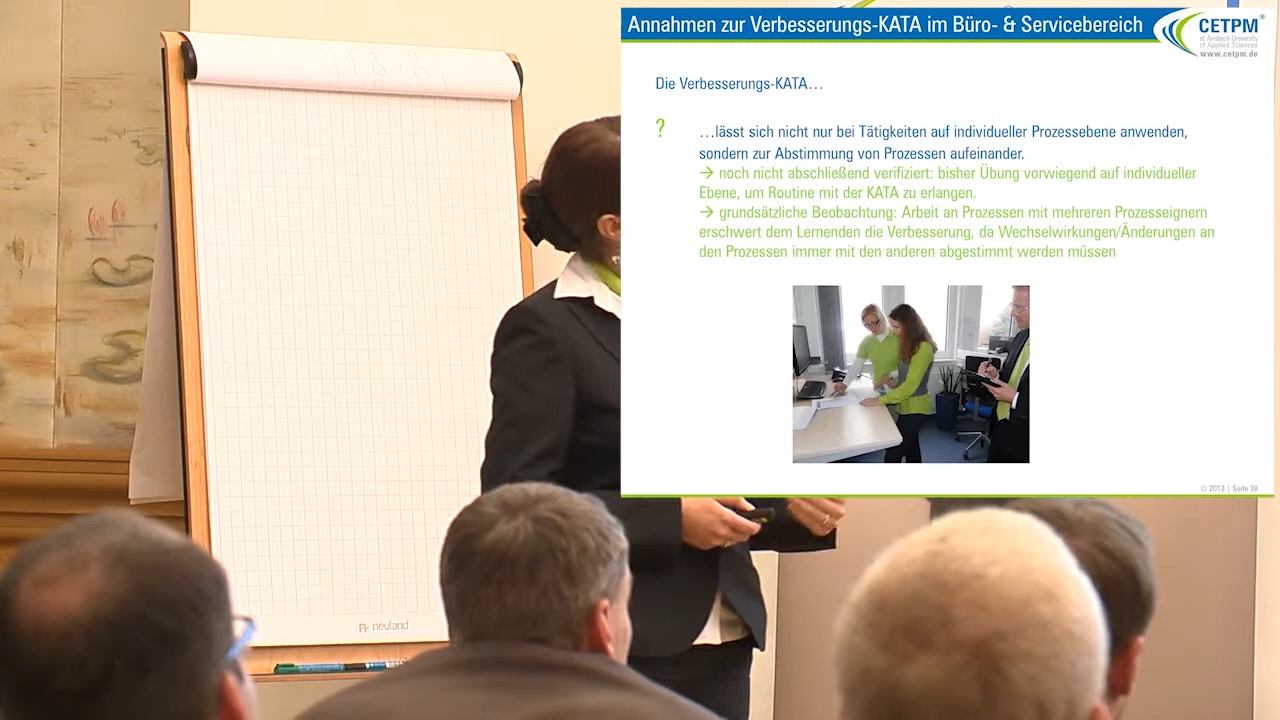 Annahmen zur Verbesserungs-KATA im Büro- & Servicebereich
CETPM®
at Ansbach University
of Applied Sciences
www.cetpm.de
Die Verbesserungs-KATA…
?
…lässt sich nicht nur bei Tätigkeiten auf individueller Prozessebene anwenden,
sondern zur Abstimmung von Prozessen aufeinander.
→ noch nicht abschließend verifiziert: bisher Übung vorwiegend auf individueller
Ebene, um Routine mit der KATA zu erlangen.
→ grundsätzliche Beobachtung: Arbeit an Prozessen mit mehreren Prozesseignern
erschwert dem Lernenden die Verbesserung, da Wechselwirkungen/Änderungen an
den Prozessen immer mit den anderen abgestimmt werden müssen
© 2013 | Seite 38
neuland